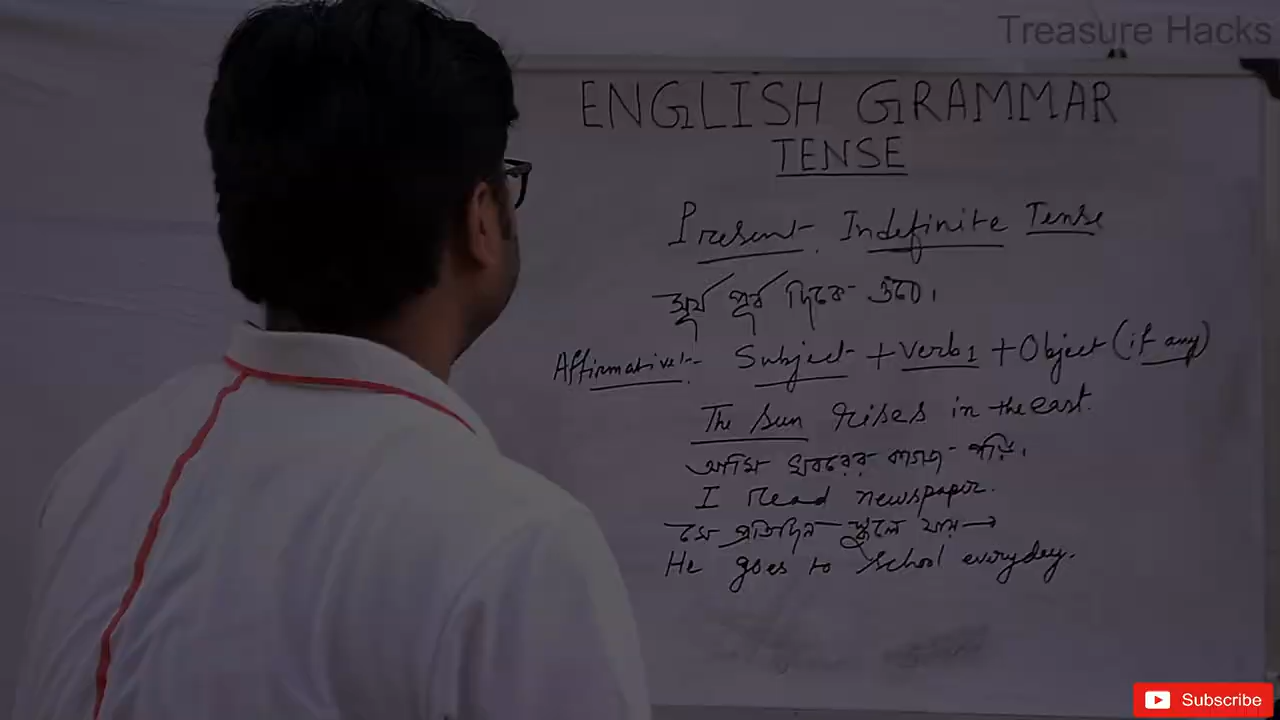 Treasure Hacks
ENGLISH GRAMMAR
TENSE
Present Indefinite Tense
সূর্য পূর্ব দিকে ওঠে।
Affirmative:- Subject + Verb1 + Object (if any)
The sun rises in the east.
আমি খবরের কাগজ পড়ি।
I read newspaper.
সে প্রতিদিন স্কুলে যায় →
He goes to school everyday.
Subscribe